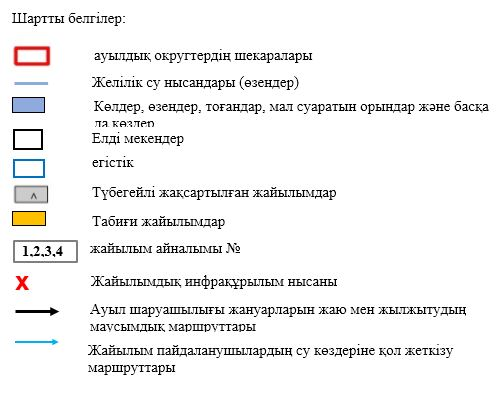 Шартты белгілер:
ауылдық округтердің шекаралары
Желілік су нысандары (өзендер)
Көлдер, өзендер, тоғандар, мал суаратын орындар және басқа
да көздер
Елді мекендер
егістік
^ Түбегейлі жақсартылған жайылымдар
Табиғи жайылымдар
1,2,3,4 жайылым айналымы №
X Жайылымдық инфрақұрылым нысаны
Ауыл шаруашылығы жануарларын жаю мен жылжытудың
маусымдық маршруттары
Жайылым пайдаланушылардың су көздеріне қол жеткізу
маршруттары